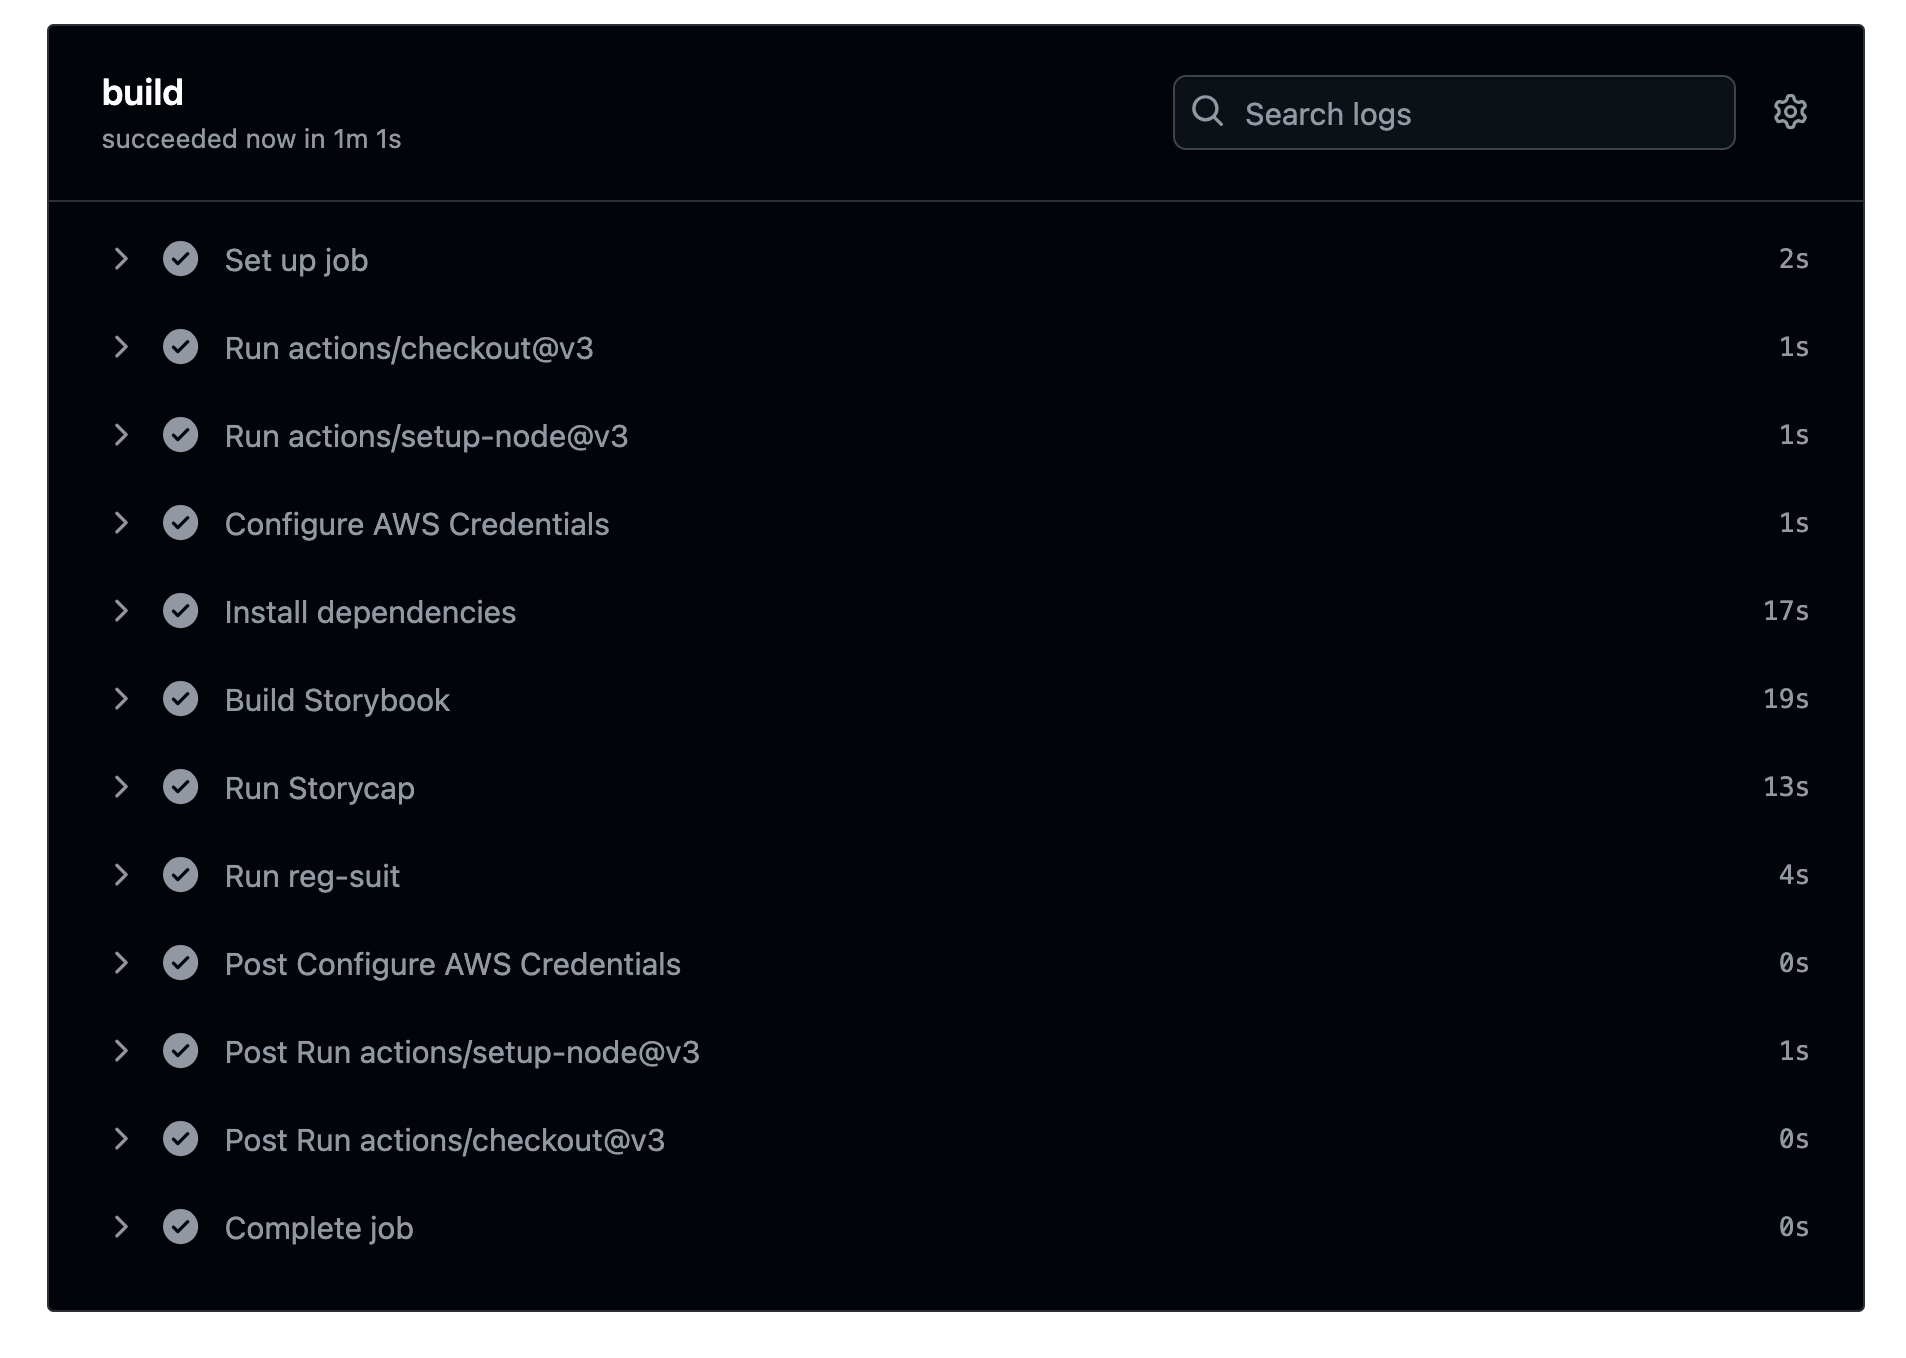 build
succeeded now in 1m 1s
Search logs
Set up job 2s
Run actions/checkout@v3 1s
Run actions/setup-node@v3 1s
Configure AWS Credentials 1s
Install dependencies 17s
Build Storybook 19s
Run Storycap 13s
Run reg-suit 4s
Post Configure AWS Credentials 0s
Post Run actions/setup-node@v3 1s
Post Run actions/checkout@v3 0s
Complete job 0s